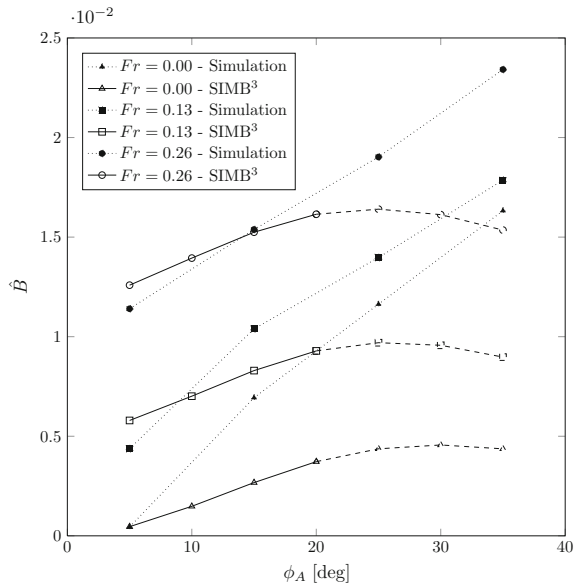 ·10⁻²
2.5
2
1.5
1
0.5
0
B̂
Fr = 0.00 - Simulation
Fr = 0.00 - SIMB³
Fr = 0.13 - Simulation
Fr = 0.13 - SIMB³
Fr = 0.26 - Simulation
Fr = 0.26 - SIMB³
0 10 20 30 40
ϕ_A [deg]